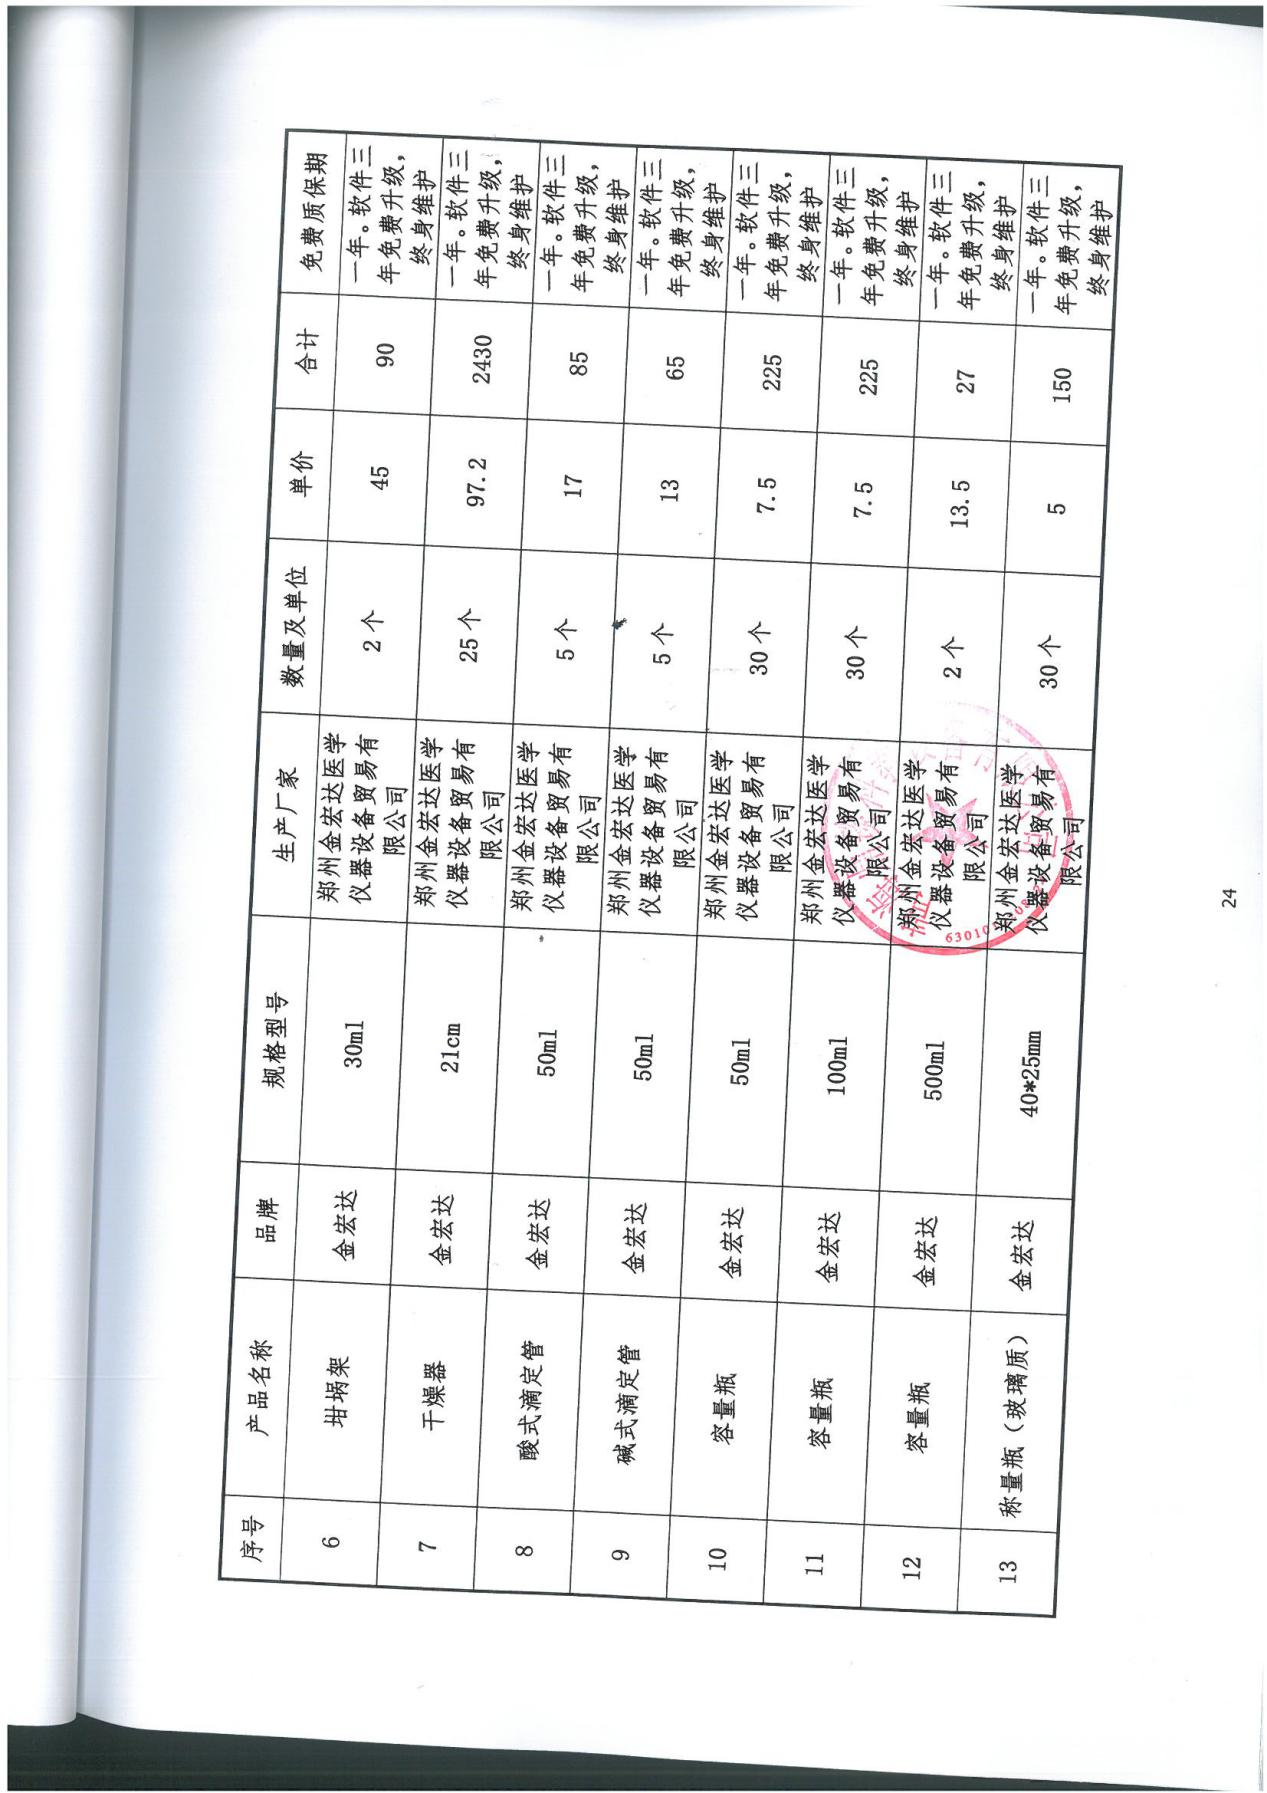 序号 产品名称 品牌 规格型号 生产厂家 数量及单位 单价 合计 免费质保期
6 坩埚架 金宏达 30ml 郑州金宏达医学仪器设备贸易有限公司 2个 45 90 一年。软件三年免费升级，终身维护
7 干燥器 金宏达 21cm 郑州金宏达医学仪器设备贸易有限公司 25个 97.2 2430 一年。软件三年免费升级，终身维护
8 酸式滴定管 金宏达 50ml 郑州金宏达医学仪器设备贸易有限公司 5个 17 85 一年。软件三年免费升级，终身维护
9 碱式滴定管 金宏达 50ml 郑州金宏达医学仪器设备贸易有限公司 5个 13 65 一年。软件三年免费升级，终身维护
10 容量瓶 金宏达 50ml 郑州金宏达医学仪器设备贸易有限公司 30个 7.5 225 一年。软件三年免费升级，终身维护
11 容量瓶 金宏达 100ml 郑州金宏达医学仪器设备贸易有限公司 30个 7.5 225 一年。软件三年免费升级，终身维护
12 容量瓶 金宏达 500ml 郑州金宏达医学仪器设备贸易有限公司 2个 13.5 27 一年。软件三年免费升级，终身维护
13 称量瓶（玻璃质） 金宏达 40*25mm 郑州金宏达医学仪器设备贸易有限公司 30个 5 150 一年。软件三年免费升级，终身维护
24